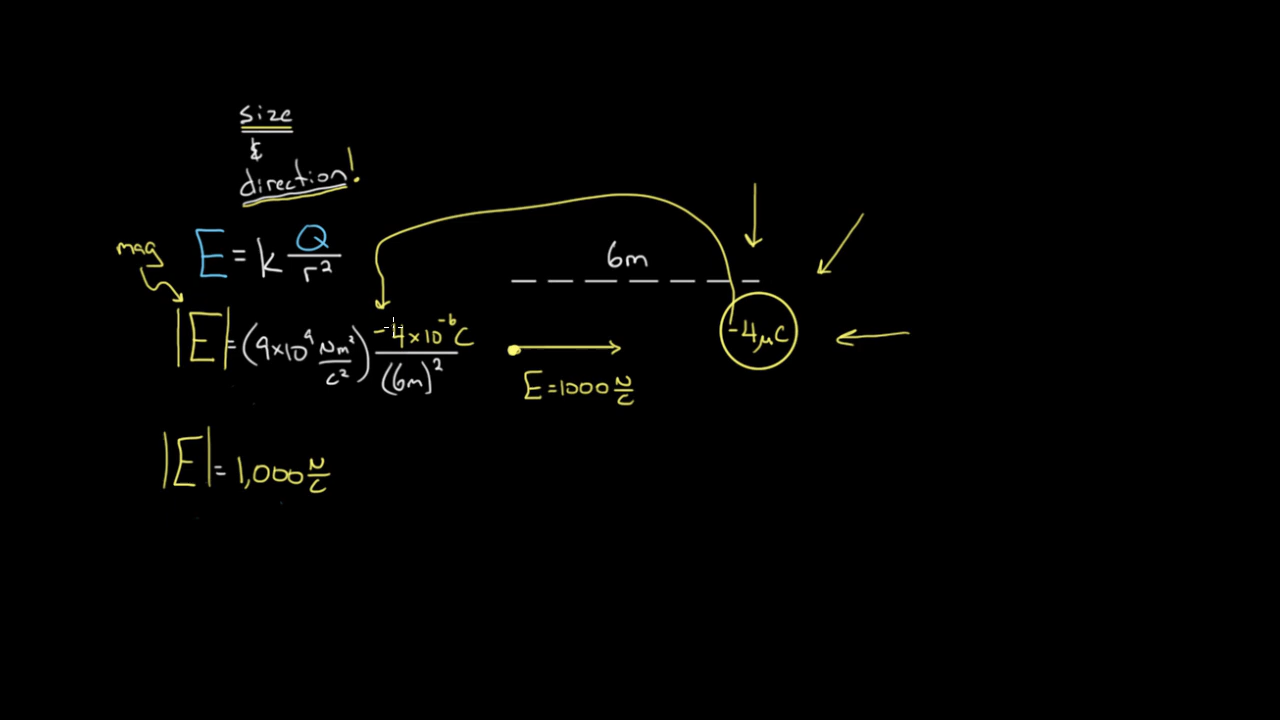 size
&
direction!
mag
E = k Q/r²
6m
|E| = (9×10⁹ Nm²/C²) -4×10⁻⁶C/(6m)²
-4μC
E = 1000 N/C
|E| = 1,000 N/C